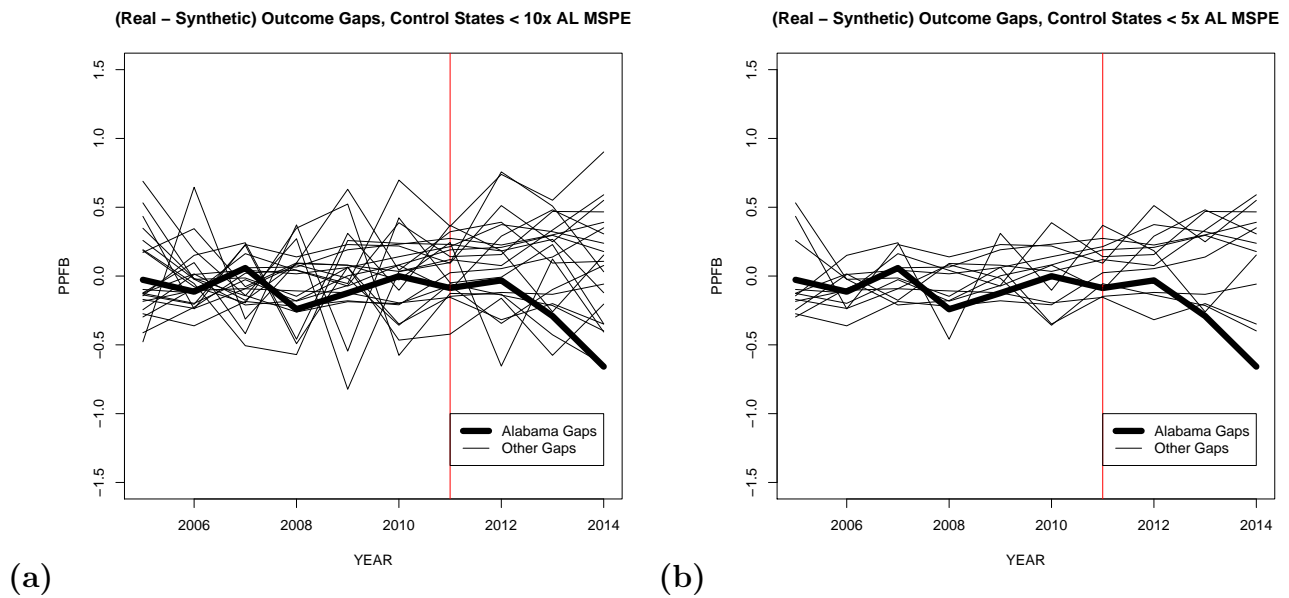 (Real − Synthetic) Outcome Gaps, Control States < 10x AL MSPE
PPFB
1.5
1.0
0.5
0.0
−0.5
−1.0
−1.5
Alabama Gaps
Other Gaps
2006 2008 2010 2012 2014
YEAR
(a)
(Real − Synthetic) Outcome Gaps, Control States < 5x AL MSPE
PPFB
1.5
1.0
0.5
0.0
−0.5
−1.0
−1.5
Alabama Gaps
Other Gaps
2006 2008 2010 2012 2014
YEAR
(b)